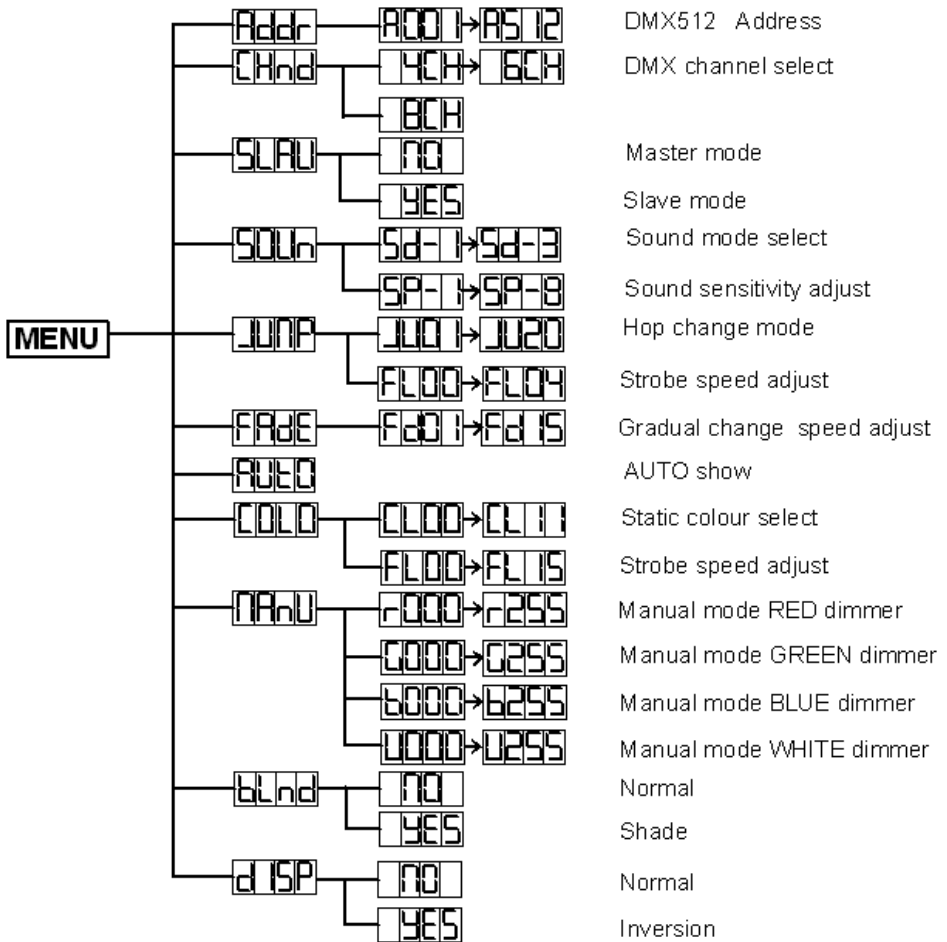 Addr A001 → A512 DMX512 Address
CHnd 4CH → 6CH DMX channel select
8CH
SLAU NO Master mode
YES Slave mode
SOUn Sd-1 → Sd-3 Sound mode select
SP-1 → SP-8 Sound sensitivity adjust
MENU JUNP JU01 → JU20 Hop change mode
FL00 → FL04 Strobe speed adjust
FAdE Fd01 → Fd15 Gradual change speed adjust
AUtO AUTO show
COLO CL00 → CL11 Static colour select
FL00 → FL15 Strobe speed adjust
NAnU r000 → r255 Manual mode RED dimmer
G000 → G255 Manual mode GREEN dimmer
b000 → b255 Manual mode BLUE dimmer
U000 → U255 Manual mode WHITE dimmer
bLnd NO Normal
YES Shade
dISP NO Normal
YES Inversion